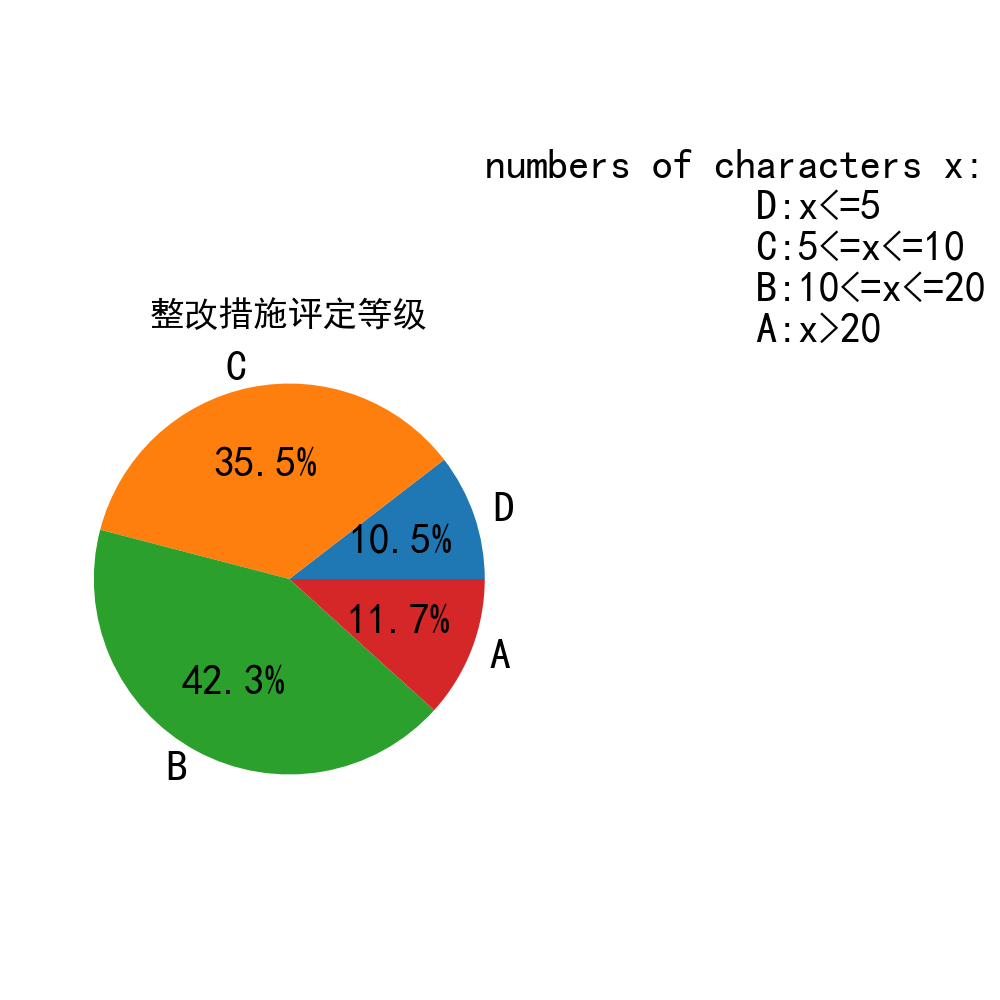 numbers of characters x:
D:x<=5
C:5<=x<=10
B:10<=x<=20
A:x>20
整改措施评定等级
C
35.5%
D
10.5%
11.7%
A
42.3%
B